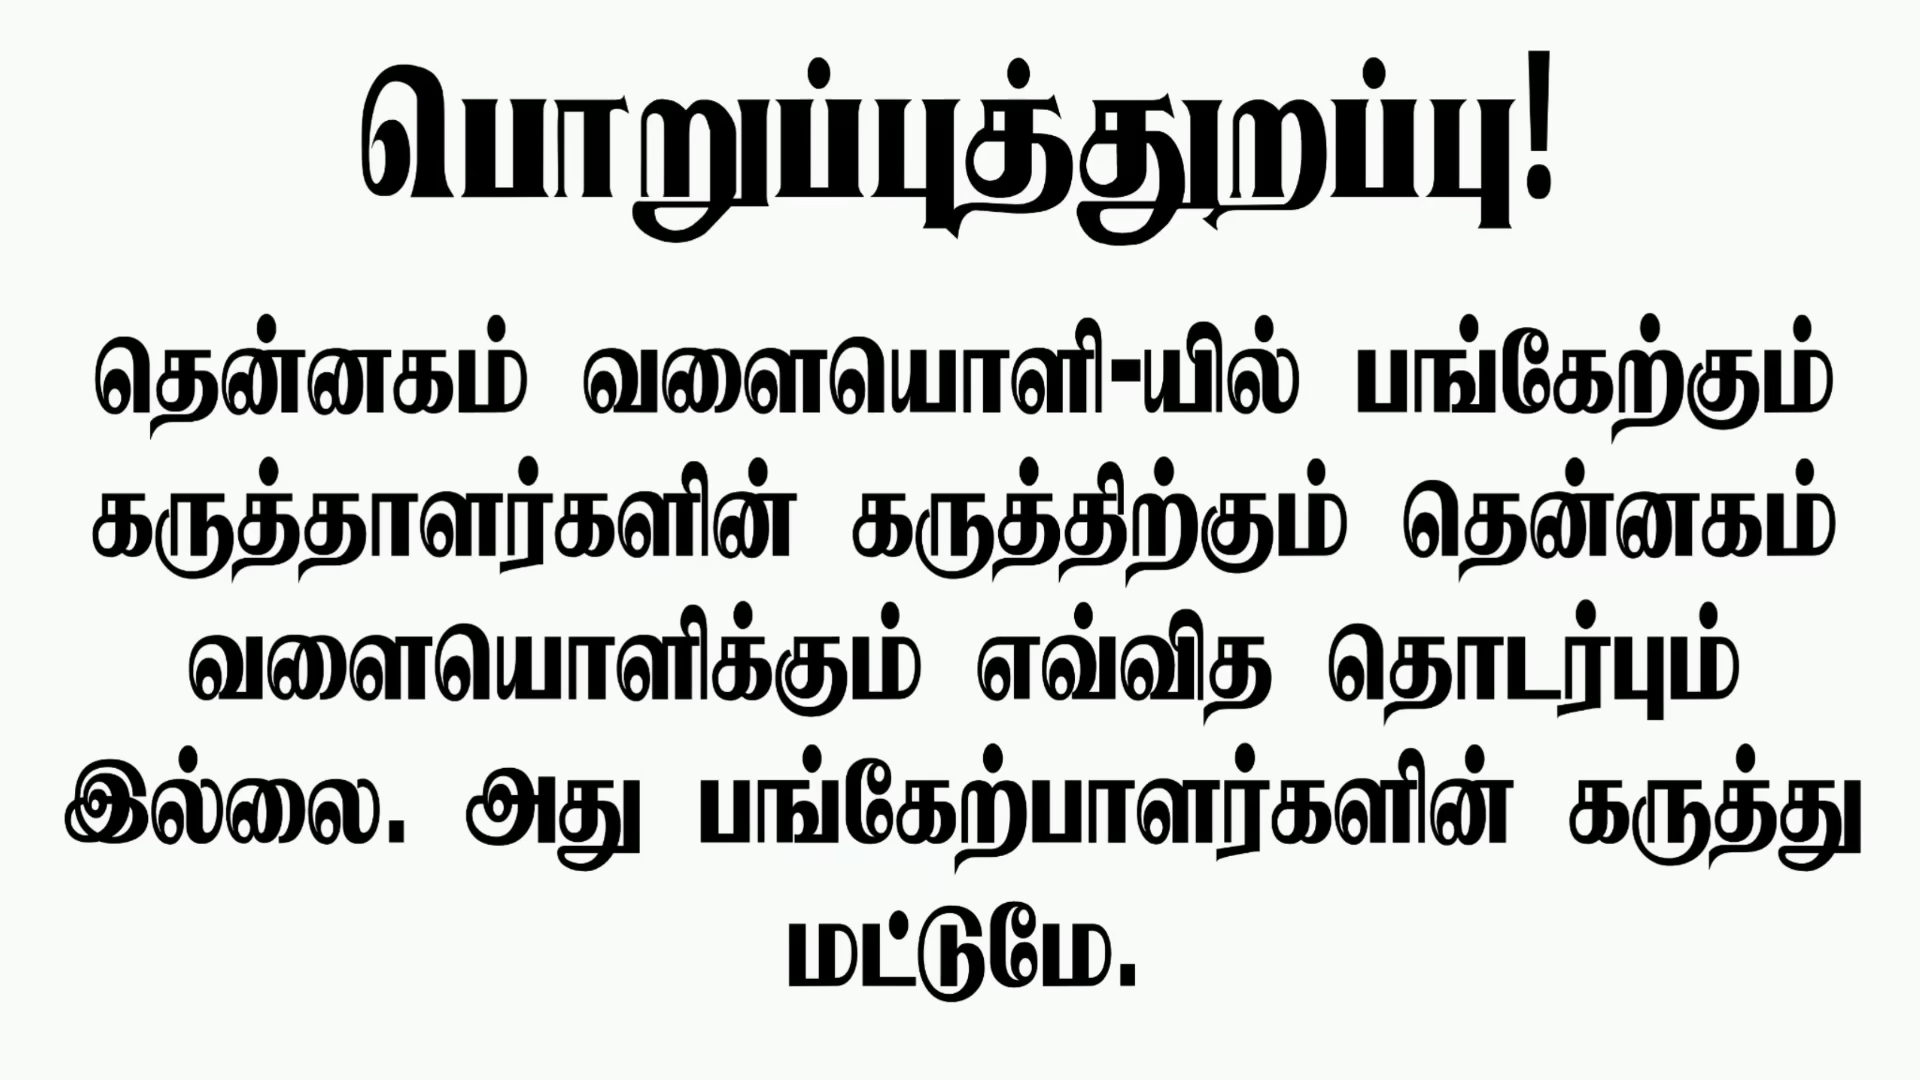 பொறுப்புத்துறப்பு!
தென்னகம் வளையொளி-யில் பங்கேற்கும்
கருத்தாளர்களின் கருத்திற்கும் தென்னகம்
வளையொளிக்கும் எவ்வித தொடர்பும்
இல்லை. அது பங்கேற்பாளர்களின் கருத்து
மட்டுமே.